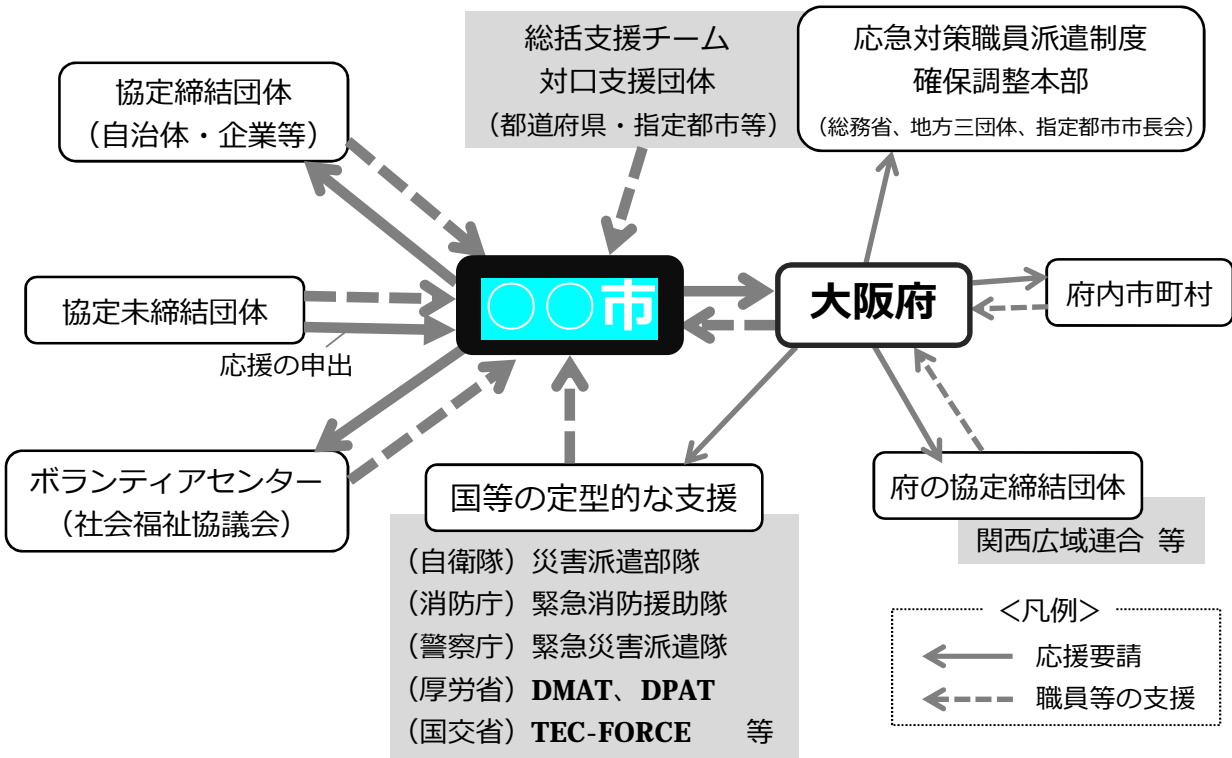 総括支援チーム
対口支援団体
（都道府県・指定都市等）
応急対策職員派遣制度
確保調整本部
（総務省、地方三団体、指定都市市長会）
協定締結団体
（自治体・企業等）
協定未締結団体
応援の申出
○○市
大阪府
府内市町村
ボランティアセンター
（社会福祉協議会）
国等の定型的な支援
（自衛隊）災害派遣部隊
（消防庁）緊急消防援助隊
（警察庁）緊急災害派遣隊
（厚労省）DMAT、DPAT
（国交省）TEC-FORCE 等
府の協定締結団体
関西広域連合 等
＜凡例＞
応援要請
職員等の支援